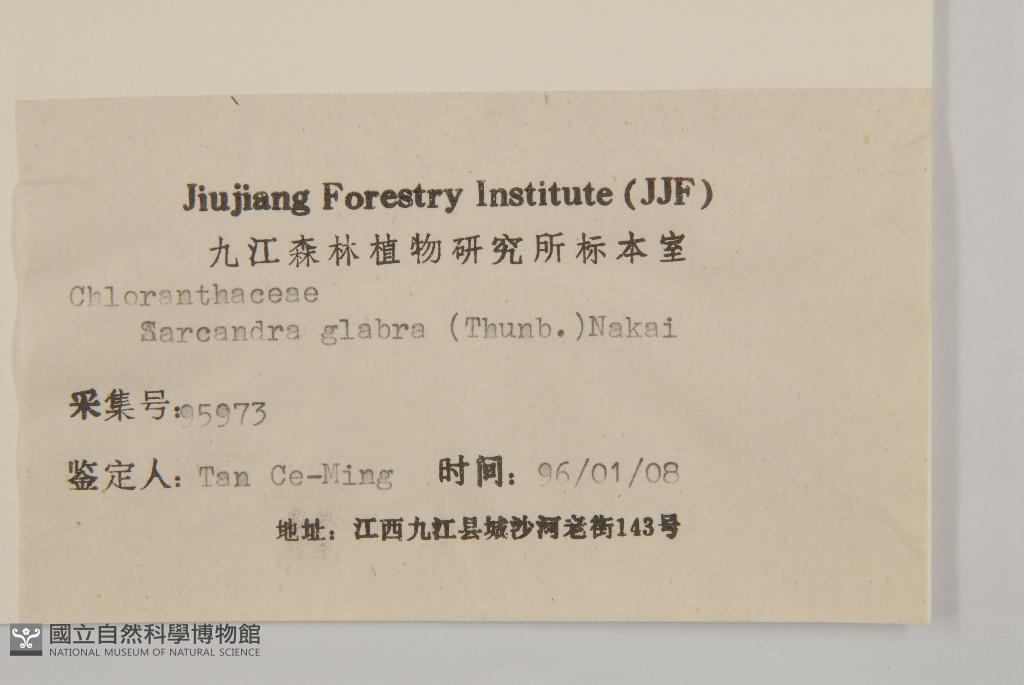 Jiujiang Forestry Institute (JJF)
九江森林植物研究所标本室
Chloranthaceae
Sarcandra glabra (Thunb.)Nakai
采集号:95973
鉴定人: Tan Ce-Ming 时间: 96/01/08
地址: 江西九江县城沙河老街143号
國立自然科學博物館
NATIONAL MUSEUM OF NATURAL SCIENCE